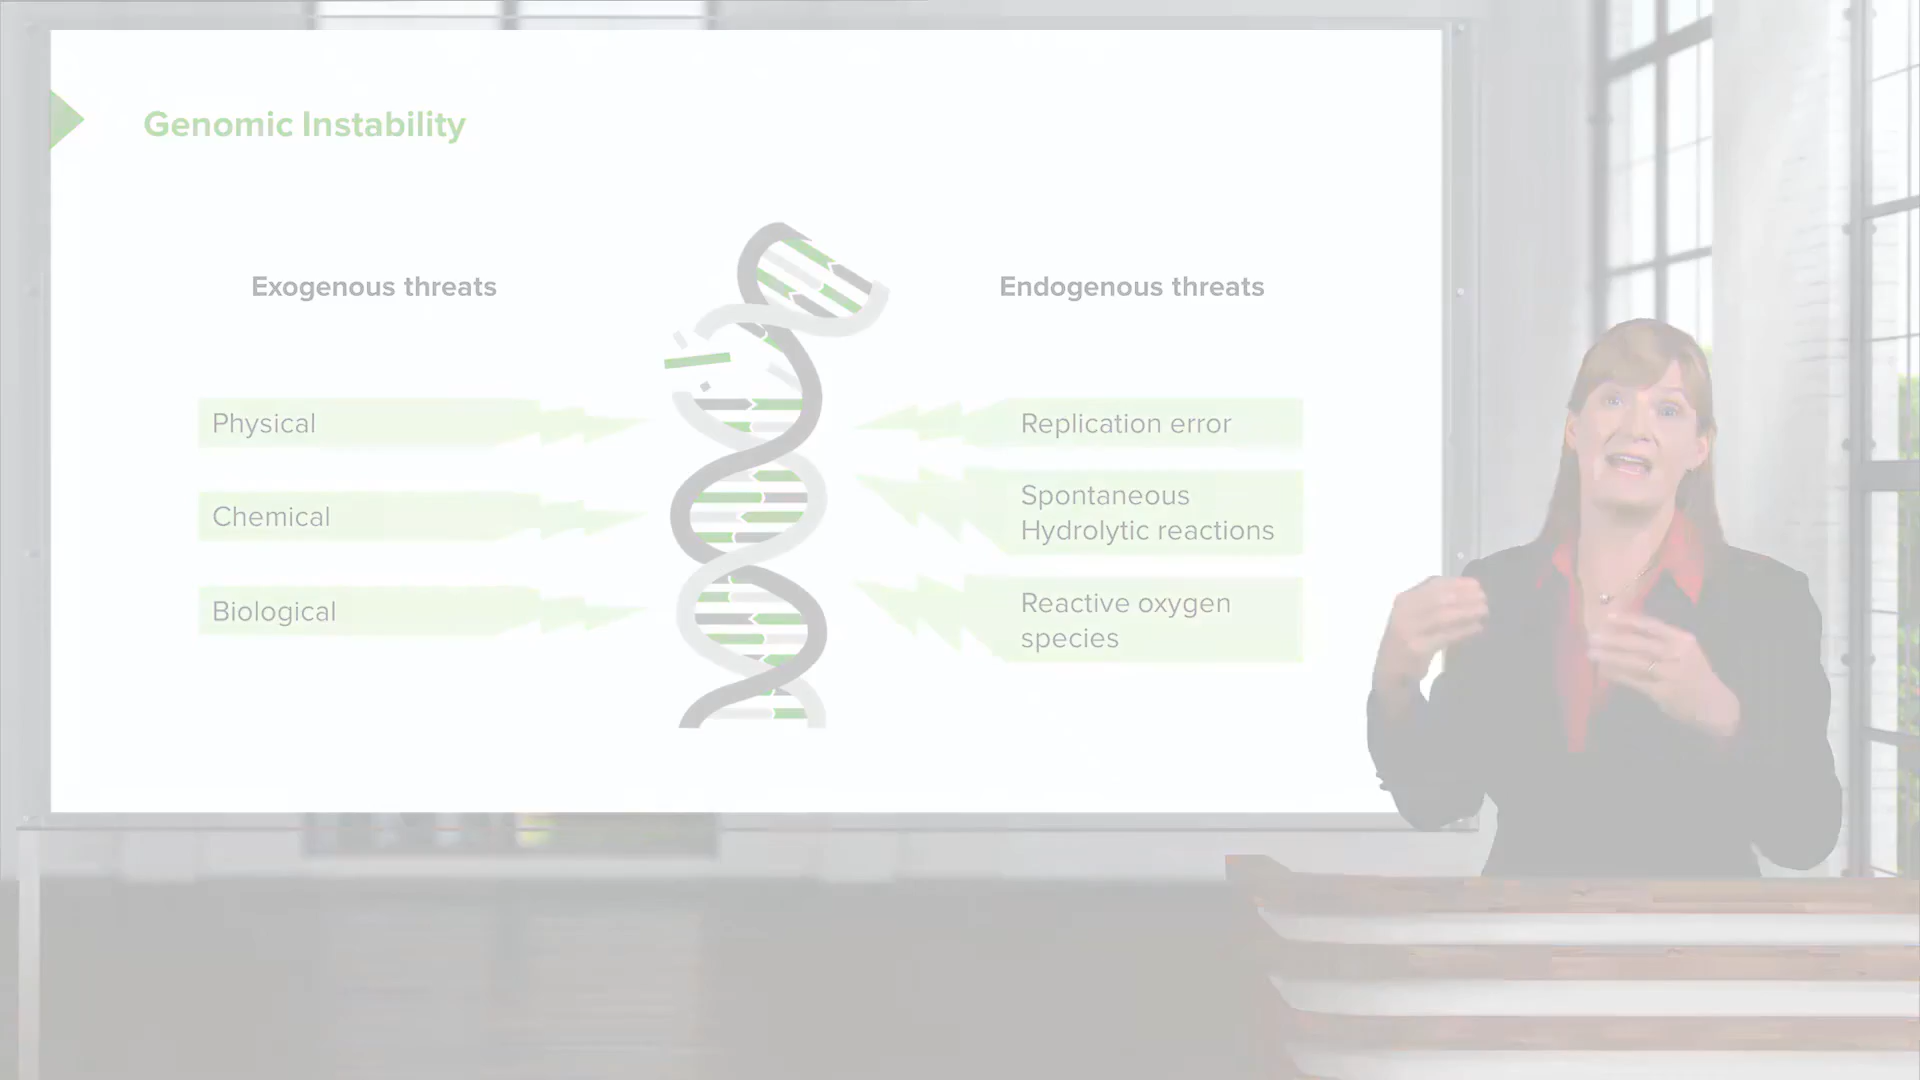 Genomic Instability
Exogenous threats
Endogenous threats
Physical
Chemical
Biological
Replication error
Spontaneous
Hydrolytic reactions
Reactive oxygen
species